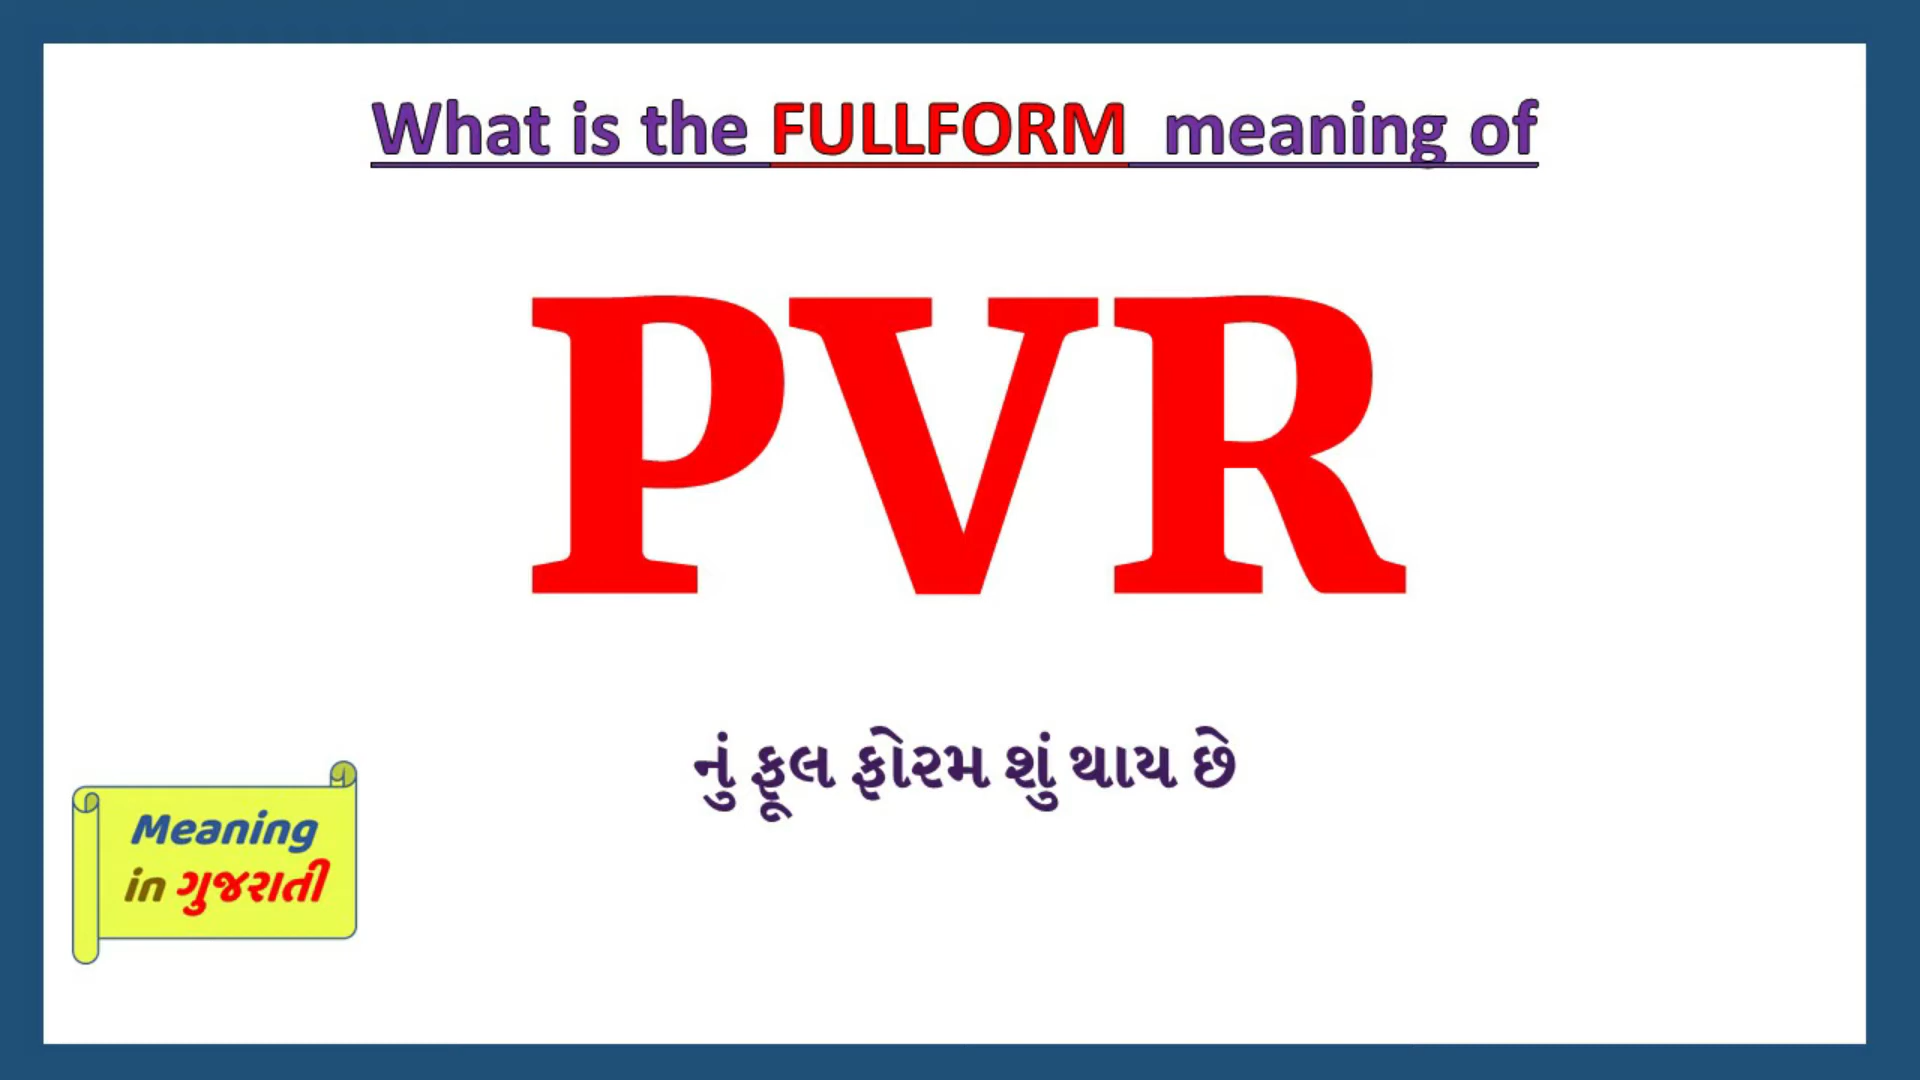 What is the FULLFORM meaning of
PVR
નું ફૂલ ફોરમ શું થાય છે
Meaning
in ગુજરાતી